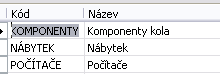 Kód Název
KOMPONENTY Komponenty kola
NÁBYTEK Nábytek
POČÍTAČE Počítače